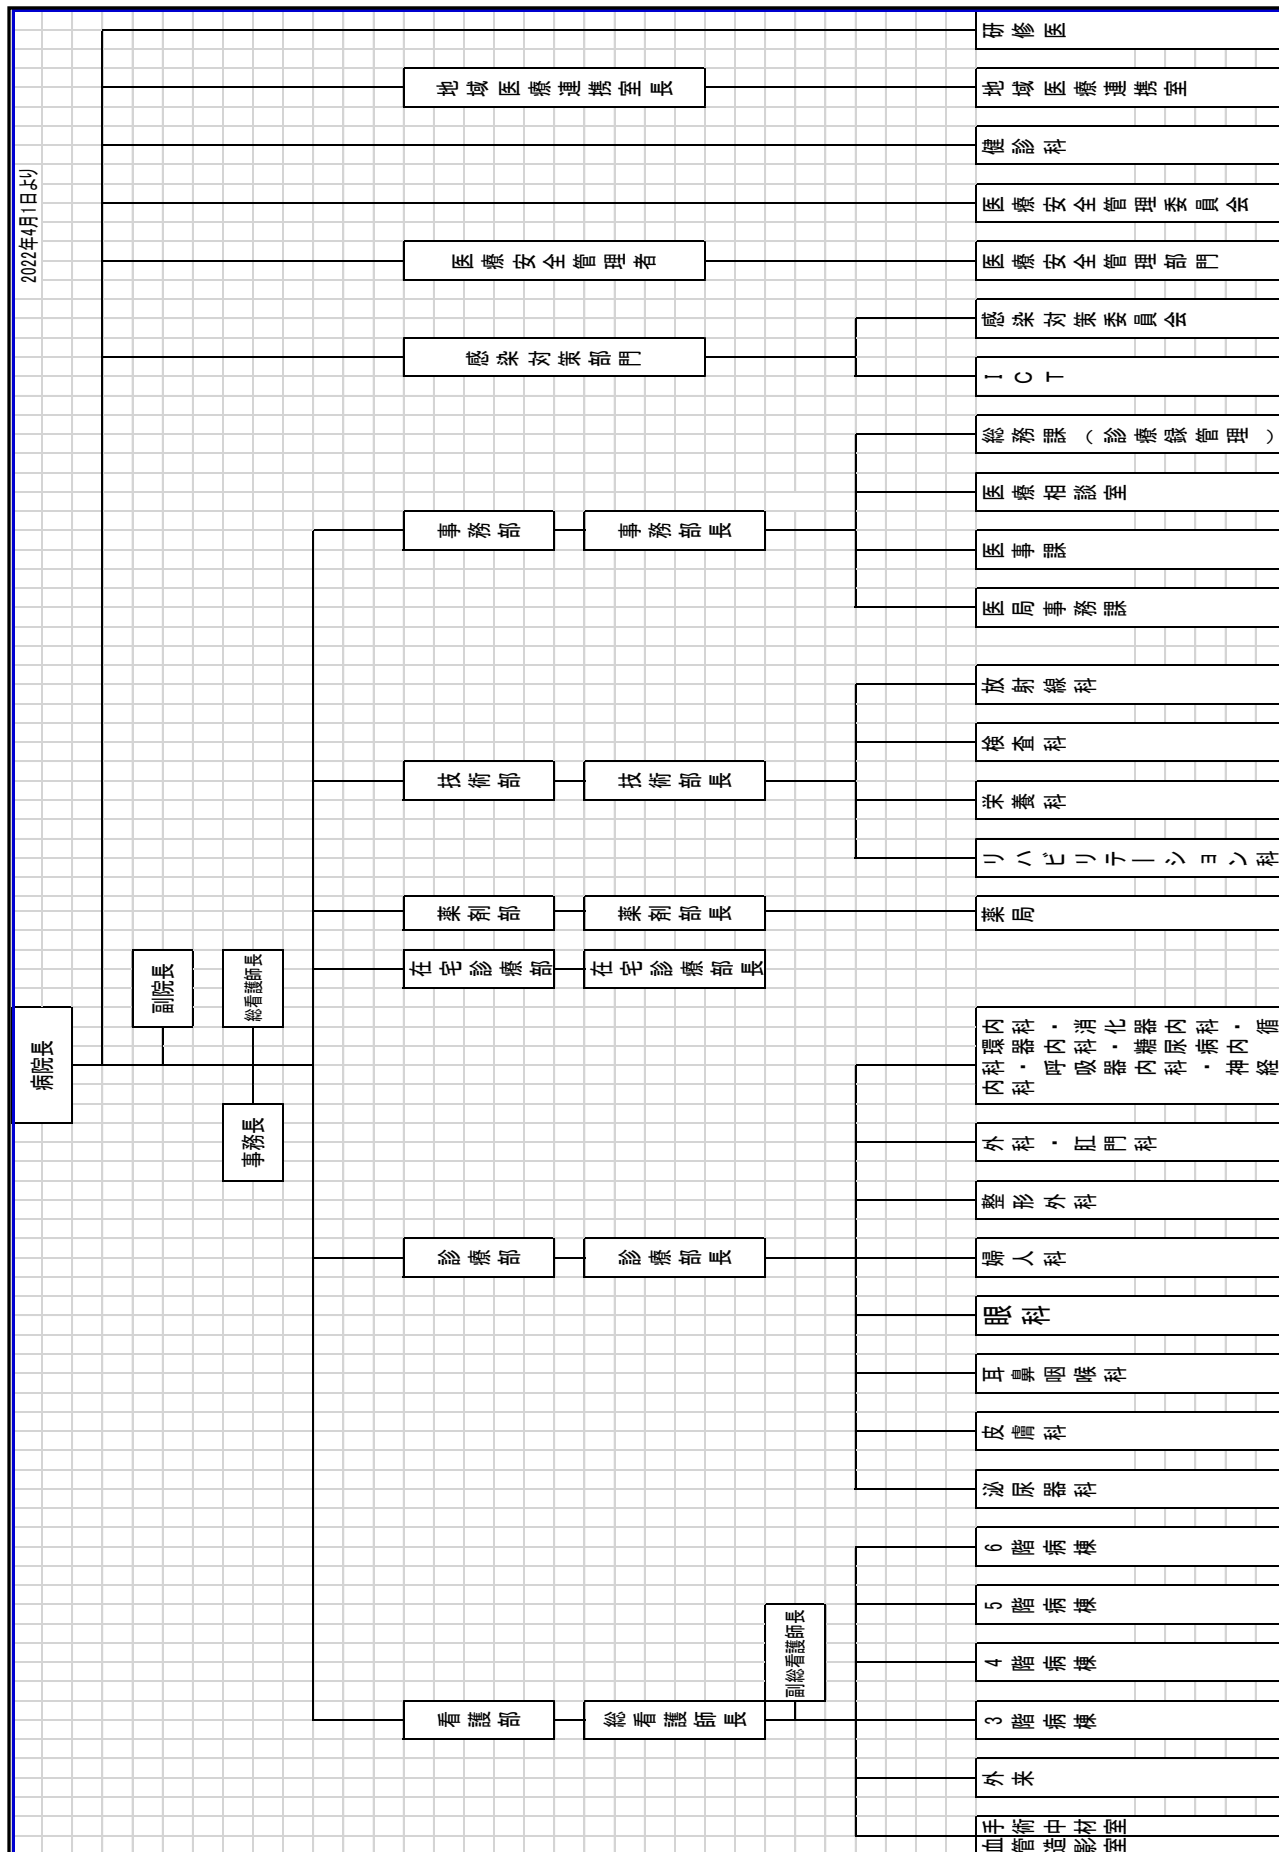 2022年4月1日より
病院長
副院長
総看護師長
事務長
看護部
総看護師長
副総看護師長
診療部
診療部長
在宅診療部
在宅診療部長
薬剤部
薬剤部長
技術部
技術部長
事務部
事務部長
感染対策部門
医療安全管理者
地域医療連携室長
手術中材室
血管造影室
外来
3階病棟
4階病棟
5階病棟
6階病棟
泌尿器科
皮膚科
耳鼻咽喉科
眼科
婦人科
整形外科
外科・肛門科
内科・消化器内科・循
環器内科・糖尿病内
科・呼吸器内科・神経
内科
薬局
リハビリテーション科
栄養科
検査科
放射線科
医局事務課
医事課
医療相談室
総務課（診療録管理）
ICT
感染対策委員会
医療安全管理部門
医療安全管理委員会
健診科
地域医療連携室
研修医